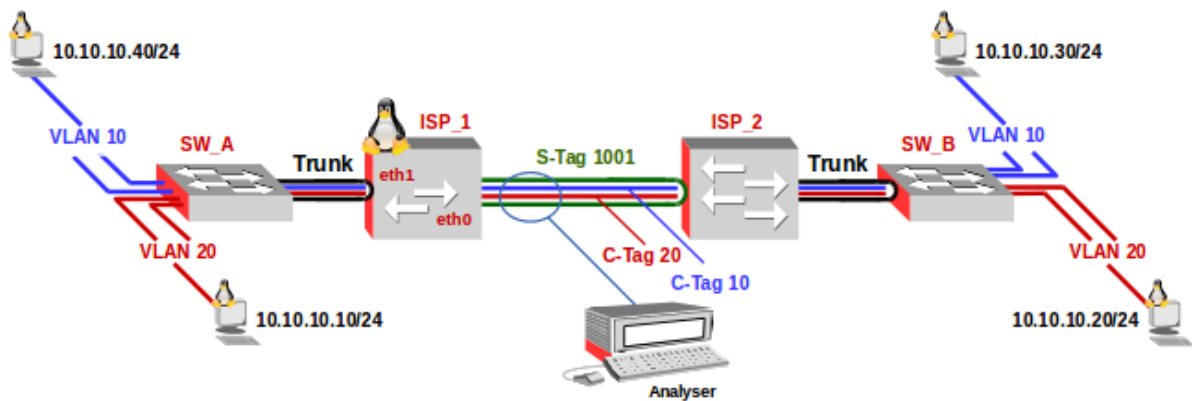 10.10.10.40/24
10.10.10.30/24
ISP_1
ISP_2
VLAN 10
SW_A
Trunk
S-Tag 1001
Trunk
SW_B
VLAN 10
eth1
eth0
VLAN 20
C-Tag 20
C-Tag 10
VLAN 20
10.10.10.10/24
10.10.10.20/24
Analyser